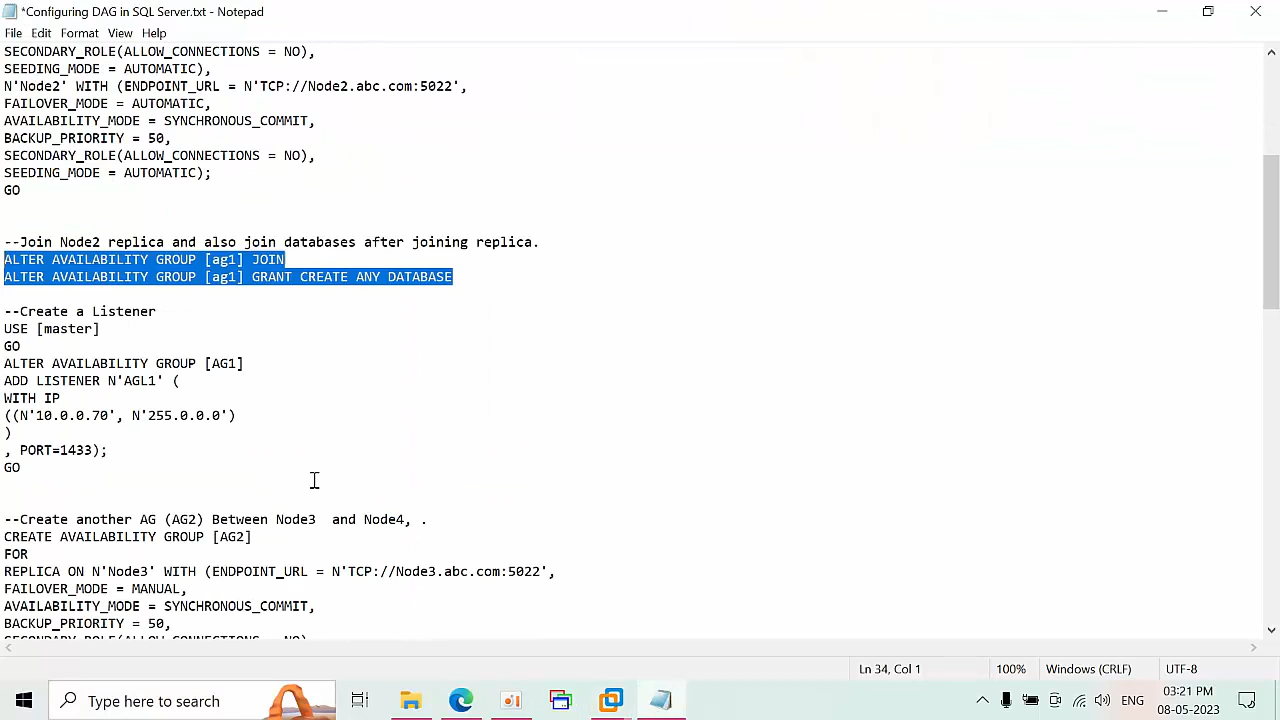 *Configuring DAG in SQL Server.txt - Notepad
File Edit Format View Help
SECONDARY_ROLE(ALLOW_CONNECTIONS = NO),
SEEDING_MODE = AUTOMATIC),
N'Node2' WITH (ENDPOINT_URL = N'TCP://Node2.abc.com:5022',
FAILOVER_MODE = AUTOMATIC,
AVAILABILITY_MODE = SYNCHRONOUS_COMMIT,
BACKUP_PRIORITY = 50,
SECONDARY_ROLE(ALLOW_CONNECTIONS = NO),
SEEDING_MODE = AUTOMATIC);
GO
--Join Node2 replica and also join databases after joining replica.
ALTER AVAILABILITY GROUP [ag1] JOIN
ALTER AVAILABILITY GROUP [ag1] GRANT CREATE ANY DATABASE
--Create a Listener
USE [master]
GO
ALTER AVAILABILITY GROUP [AG1]
ADD LISTENER N'AGL1' (
WITH IP
((N'10.0.0.70', N'255.0.0.0')
)
, PORT=1433);
GO
--Create another AG (AG2) Between Node3  and Node4, .
CREATE AVAILABILITY GROUP [AG2]
FOR
REPLICA ON N'Node3' WITH (ENDPOINT_URL = N'TCP://Node3.abc.com:5022',
FAILOVER_MODE = MANUAL,
AVAILABILITY_MODE = SYNCHRONOUS_COMMIT,
BACKUP_PRIORITY = 50,
SECONDARY_ROLE(ALLOW_CONNECTIONS = NO),
Ln 34, Col 1 100% Windows (CRLF) UTF-8
Type here to search
ENG
03:21 PM
08-05-2023